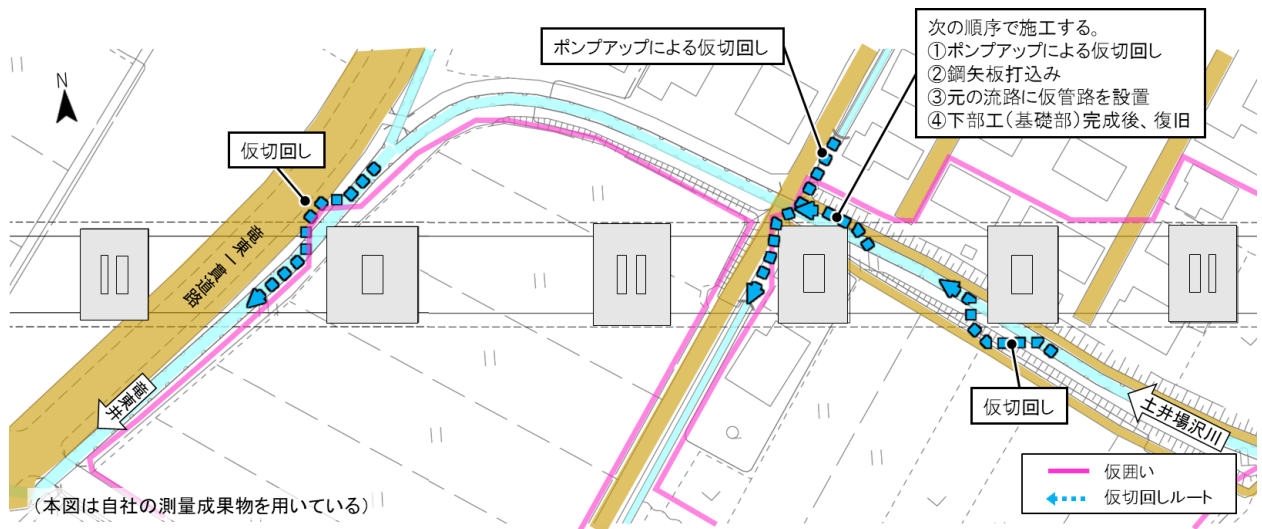 ポンプアップによる仮切回し
次の順序で施工する。
①ポンプアップによる仮切回し
②鋼矢板打込み
③元の流路に仮管路を設置
④下部工(基礎部)完成後、復旧
N
仮切回し
竜東一貫道路
竜東井
仮切回し
土井場沢川
仮囲い
仮切回しルート
(本図は自社の測量成果物を用いている)